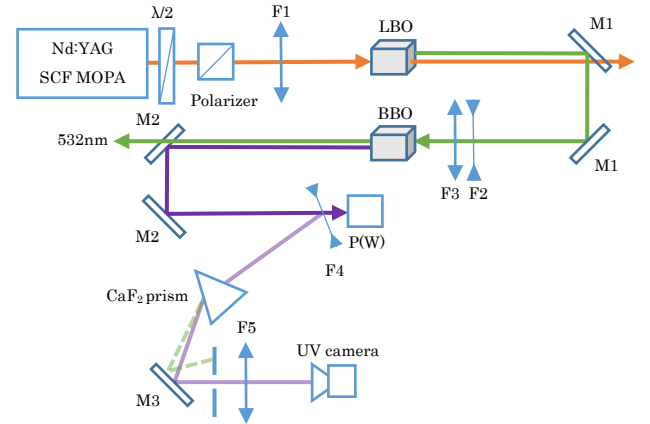 λ/2
F1
Nd:YAG
SCF MOPA
Polarizer
LBO
M1
M2
532nm
BBO
M1
F3
F2
M2
P(W)
F4
CaF₂ prism
F5
UV camera
M3